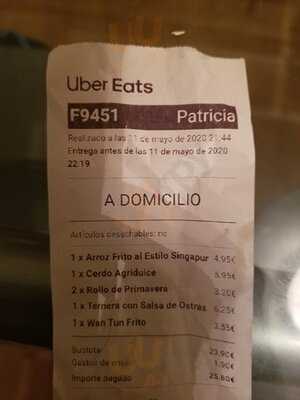 Uber Eats
F9451 Patricia
Realizado a las 11 de mayo de 2020 21:44
Entrega antes de las 11 de mayo de 2020
22:19
A DOMICILIO
Artículos desechables: no
1 x Arroz Frito al Estilo Singapur 4.95€
1 x Cerdo Agridulce 5.95€
2 x Rollo de Primavera 3.20€
1 x Ternera con Salsa de Ostras 6.25€
1 x Wan Tun Frito 3.55€
Subtotal 23.90€
Gastos de envío 1.90€
Importe pagado 25.80€